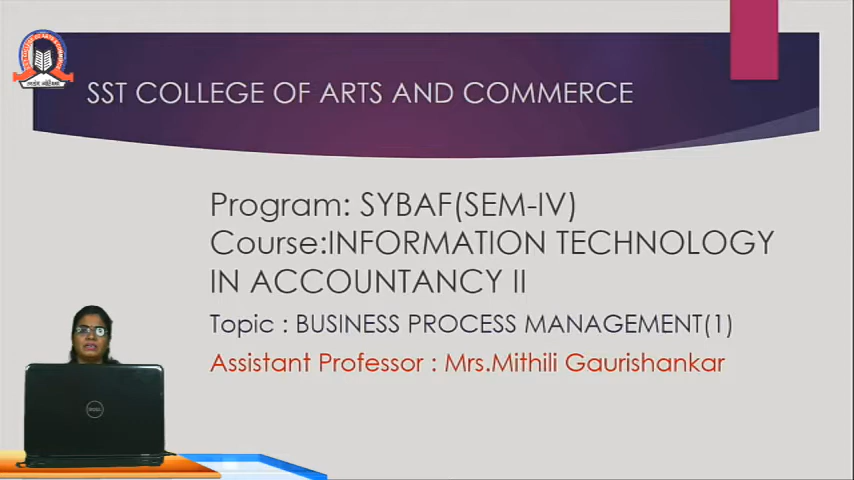 SST COLLEGE OF ARTS AND COMMERCE
Program: SYBAF(SEM-IV)
Course:INFORMATION TECHNOLOGY
IN ACCOUNTANCY II
Topic : BUSINESS PROCESS MANAGEMENT(1)
Assistant Professor : Mrs.Mithili Gaurishankar
DELL